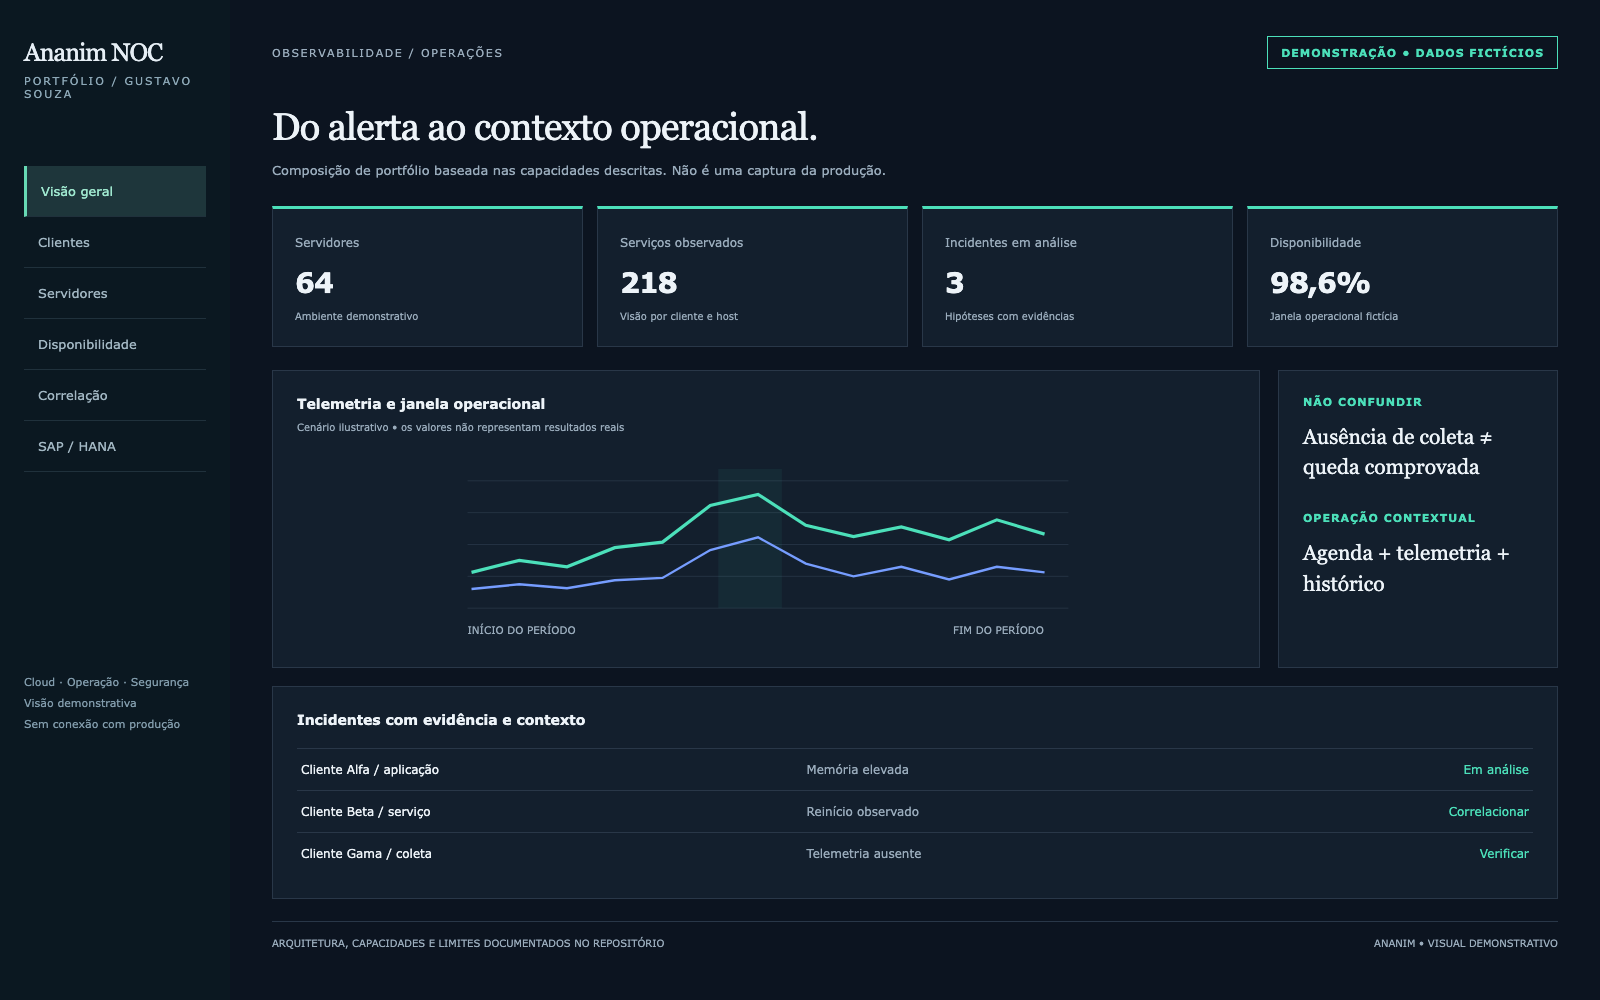 Ananim NOC
PORTFÓLIO / GUSTAVO
SOUZA
Visão geral
Clientes
Servidores
Disponibilidade
Correlação
SAP / HANA
Cloud · Operação · Segurança
Visão demonstrativa
Sem conexão com produção
OBSERVABILIDADE / OPERAÇÕES
DEMONSTRAÇÃO • DADOS FICTÍCIOS
Do alerta ao contexto operacional.
Composição de portfólio baseada nas capacidades descritas. Não é uma captura da produção.
Servidores
64
Ambiente demonstrativo
Serviços observados
218
Visão por cliente e host
Incidentes em análise
3
Hipóteses com evidências
Disponibilidade
98,6%
Janela operacional fictícia
Telemetria e janela operacional
Cenário ilustrativo • os valores não representam resultados reais
INÍCIO DO PERÍODO
FIM DO PERÍODO
NÃO CONFUNDIR
Ausência de coleta ≠
queda comprovada
OPERAÇÃO CONTEXTUAL
Agenda + telemetria +
histórico
Incidentes com evidência e contexto
Cliente Alfa / aplicação Memória elevada Em análise
Cliente Beta / serviço Reinício observado Correlacionar
Cliente Gama / coleta Telemetria ausente Verificar
ARQUITETURA, CAPACIDADES E LIMITES DOCUMENTADOS NO REPOSITÓRIO
ANANIM • VISUAL DEMONSTRATIVO